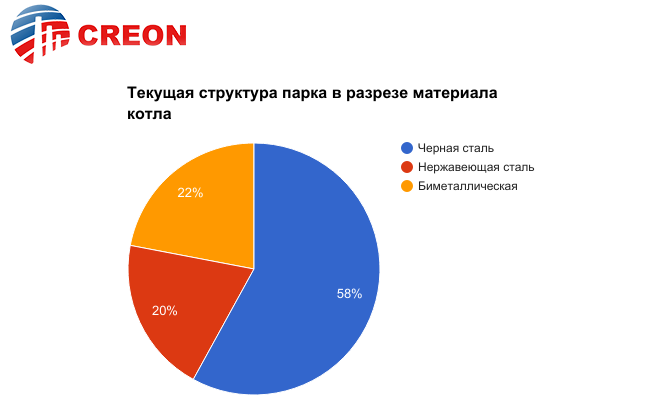 CREON
Текущая структура парка в разрезе материала
котла
Черная сталь
Нержавеющая сталь
Биметаллическая
22%
58%
20%